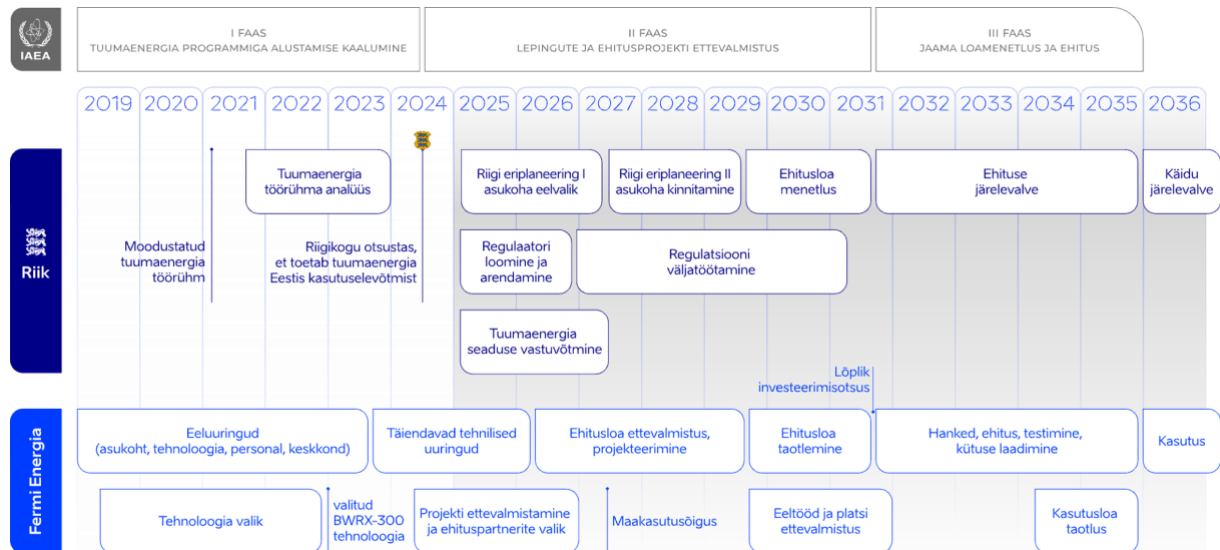 IAEA
I FAAS
TUUMAENERGIA PROGRAMMIGA ALUSTAMISE KAALUMINE
II FAAS
LEPINGUTE JA EHITUSPROJEKTI ETTEVALMISTUS
III FAAS
JAAMA LOAMENETLUS JA EHITUS
2019 2020 2021 2022 2023 2024 2025 2026 2027 2028 2029 2030 2031 2032 2033 2034 2035 2036
Riik
Tuumaenergia
töörühma analüüs
Riigi eriplaneering I
asukoha eelvalik
Riigi eriplaneering II
asukoha kinnitamine
Ehitusloa
menetlus
Ehituse
järelevalve
Käidu
järelevalve
Moodustatud
tuumaenergia
töörühm
Riigikogu otsustas,
et toetab tuumaenergia
Eestis kasutuselevõtmist
Regulaatori
loomine ja
arendamine
Regulatsiooni
väljatöötamine
Tuumaenergia
seaduse vastuvõtmine
Lõplik
investeerimisotsus
Fermi Energia
Eeluuringud
(asukoht, tehnoloogia, personal, keskkond)
Täiendavad tehnilised
uuringud
Ehitusloa ettevalmistus,
projekteerimine
Ehitusloa
taotlemine
Hanked, ehitus, testimine,
kütuse laadimine
Kasutus
Tehnoloogia valik
valitud
BWRX-300
tehnoloogia
Projekti ettevalmistamine
ja ehituspartnerite valik
Maakasutusõigus
Eeltööd ja platsi
ettevalmistus
Kasutusloa
taotlus